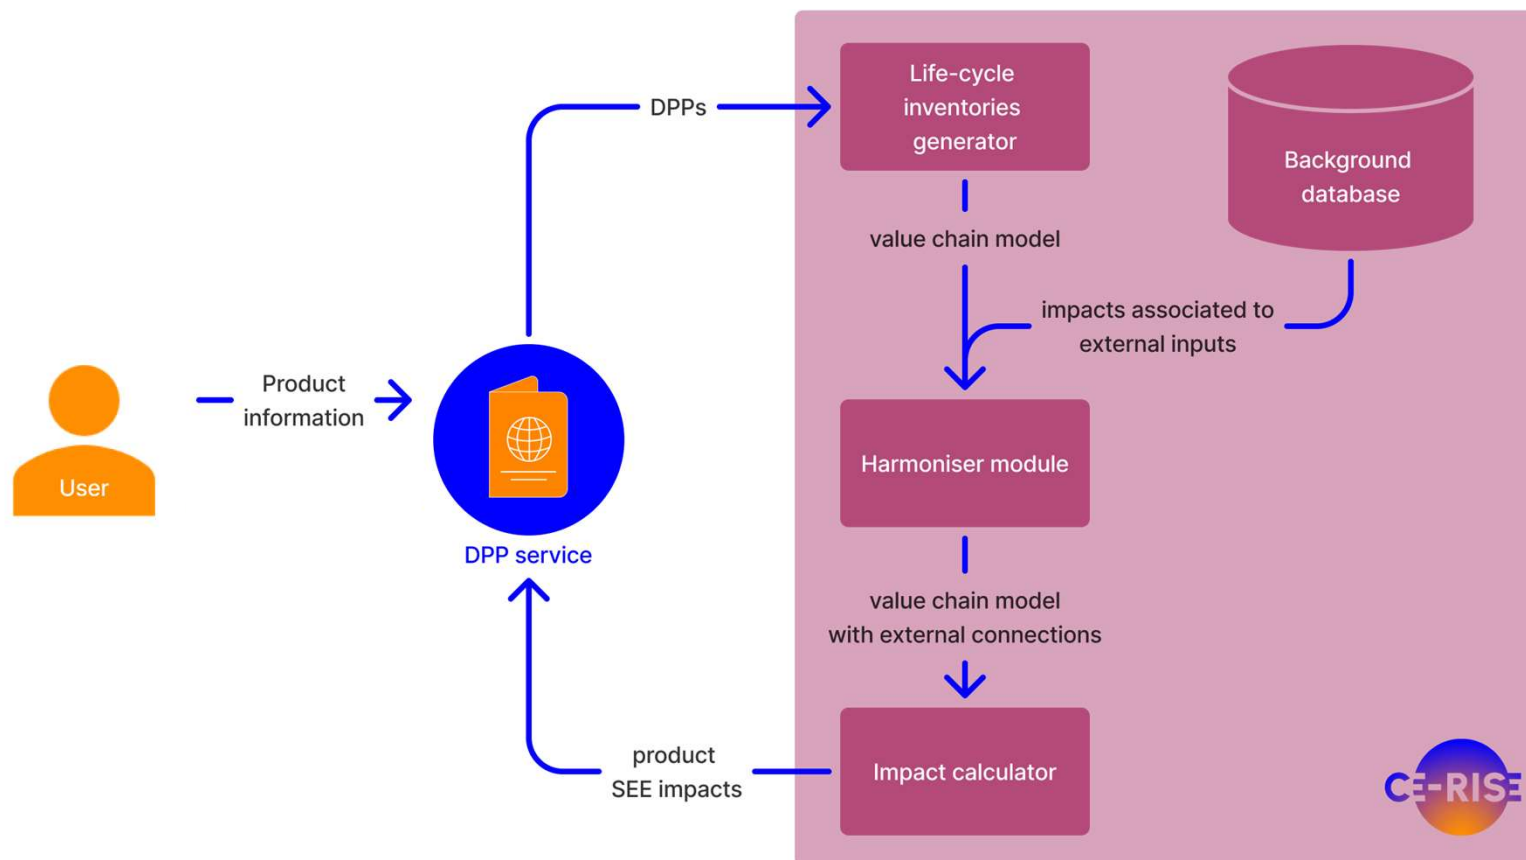 DPPs
Life-cycle
inventories
generator
Background
database
value chain model
impacts associated to
external inputs
Product
information
User
DPP service
Harmoniser module
value chain model
with external connections
product
SEE impacts
Impact calculator
CE-RISE